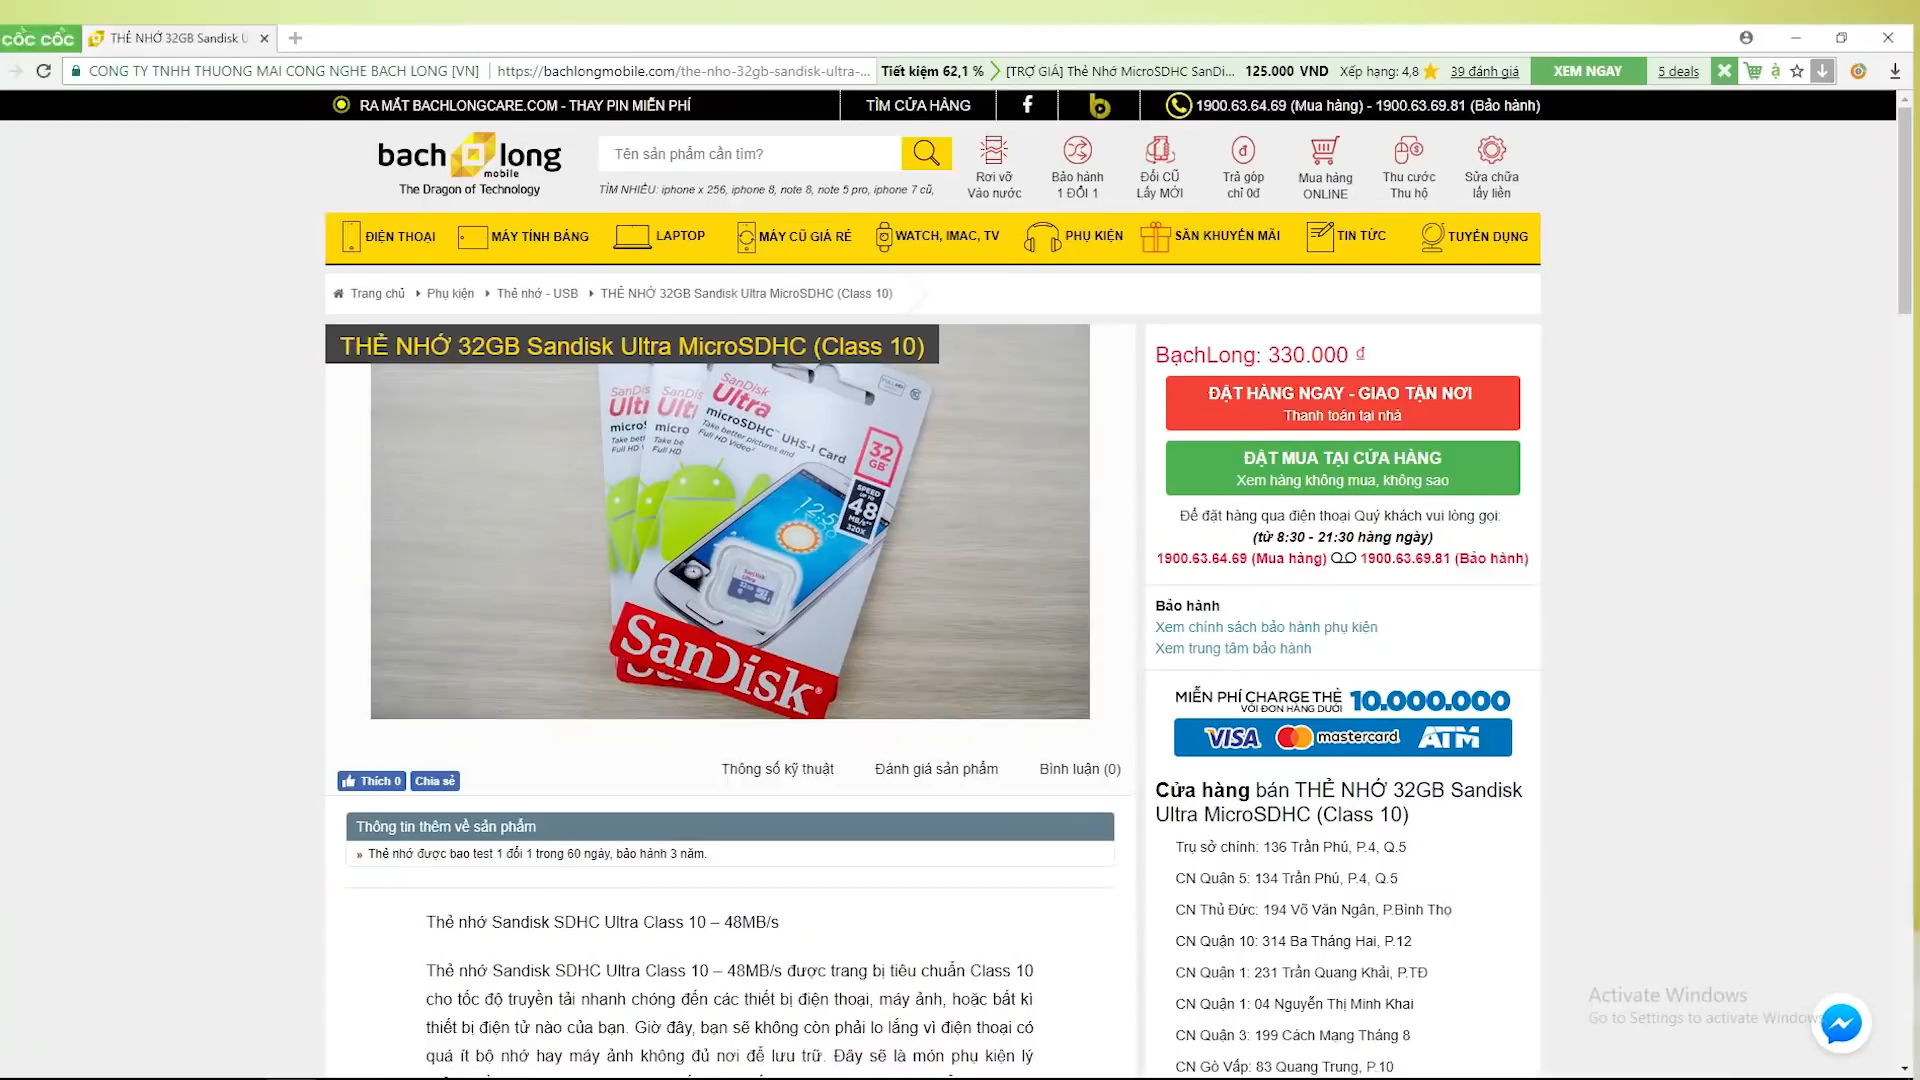 cốc cốc
THẺ NHỚ 32GB Sandisk U
CONG TY TNHH THUONG MAI CONG NGHE BACH LONG [VN]
https://bachlongmobile.com/the-nho-32gb-sandisk-ultra-...
Tiết kiệm 62,1 %
[TRỢ GIÁ] Thẻ Nhớ MicroSDHC SanDi...
125.000 VND
Xếp hạng: 4,8
39 đánh giá
XEM NGAY
5 deals
RA MẮT BACHLONGCARE.COM - THAY PIN MIỄN PHÍ
TÌM CỬA HÀNG
1900.63.64.69 (Mua hàng) - 1900.63.69.81 (Bảo hành)
bach long
mobile
The Dragon of Technology
Tên sản phẩm cần tìm?
TÌM NHIỀU: iphone x 256, iphone 8, note 8, note 5 pro, iphone 7 cũ,
Rơi vỡ
Vào nước
Bảo hành
1 ĐỔI 1
Đổi CŨ
Lấy MỚI
Trả góp
chỉ 0đ
Mua hàng
ONLINE
Thu cước
Thu hộ
Sửa chữa
lấy liền
ĐIỆN THOẠI
MÁY TÍNH BẢNG
LAPTOP
MÁY CŨ GIÁ RẺ
WATCH, IMAC, TV
PHỤ KIỆN
SĂN KHUYẾN MÃI
TIN TỨC
TUYỂN DỤNG
Trang chủ
Phụ kiện
Thẻ nhớ - USB
THẺ NHỚ 32GB Sandisk Ultra MicroSDHC (Class 10)
THẺ NHỚ 32GB Sandisk Ultra MicroSDHC (Class 10)
SanDisk
Ultra
microSDHC™ UHS-I Card
Take better pictures and
Full HD Video
32
GB
SPEED
UP TO
48
MB/s
320X
SanDisk
BạchLong: 330.000 ₫
ĐẶT HÀNG NGAY - GIAO TẬN NƠI
Thanh toán tại nhà
ĐẶT MUA TẠI CỬA HÀNG
Xem hàng không mua, không sao
Để đặt hàng qua điện thoại Quý khách vui lòng gọi:
(từ 8:30 - 21:30 hàng ngày)
1900.63.64.69 (Mua hàng) 1900.63.69.81 (Bảo hành)
Bảo hành
Xem chính sách bảo hành phụ kiện
Xem trung tâm bảo hành
MIỄN PHÍ CHARGE THẺ
VỚI ĐƠN HÀNG DƯỚI
10.000.000
VISA mastercard ATM
Thích 0
Chia sẻ
Thông số kỹ thuật
Đánh giá sản phẩm
Bình luận (0)
Thông tin thêm về sản phẩm
» Thẻ nhớ được bao test 1 đổi 1 trong 60 ngày, bảo hành 3 năm.
Thẻ nhớ Sandisk SDHC Ultra Class 10 – 48MB/s
Thẻ nhớ Sandisk SDHC Ultra Class 10 – 48MB/s được trang bị tiêu chuẩn Class 10
cho tốc độ truyền tải nhanh chóng đến các thiết bị điện thoại, máy ảnh, hoặc bất kì
thiết bị điện tử nào của bạn. Giờ đây, bạn sẽ không còn phải lo lắng vì điện thoại có
quá ít bộ nhớ hay máy ảnh không đủ nơi để lưu trữ. Đây sẽ là món phụ kiện lý
Cửa hàng bán THẺ NHỚ 32GB Sandisk
Ultra MicroSDHC (Class 10)
Trụ sở chính: 136 Trần Phú, P.4, Q.5
CN Quận 5: 134 Trần Phú, P.4, Q.5
CN Thủ Đức: 194 Võ Văn Ngân, P.Bình Thọ
CN Quận 10: 314 Ba Tháng Hai, P.12
CN Quận 1: 231 Trần Quang Khải, P.TĐ
CN Quận 1: 04 Nguyễn Thị Minh Khai
CN Quận 3: 199 Cách Mạng Tháng 8
CN Gò Vấp: 83 Quang Trung, P.10
Activate Windows
Go to Settings to activate Windows